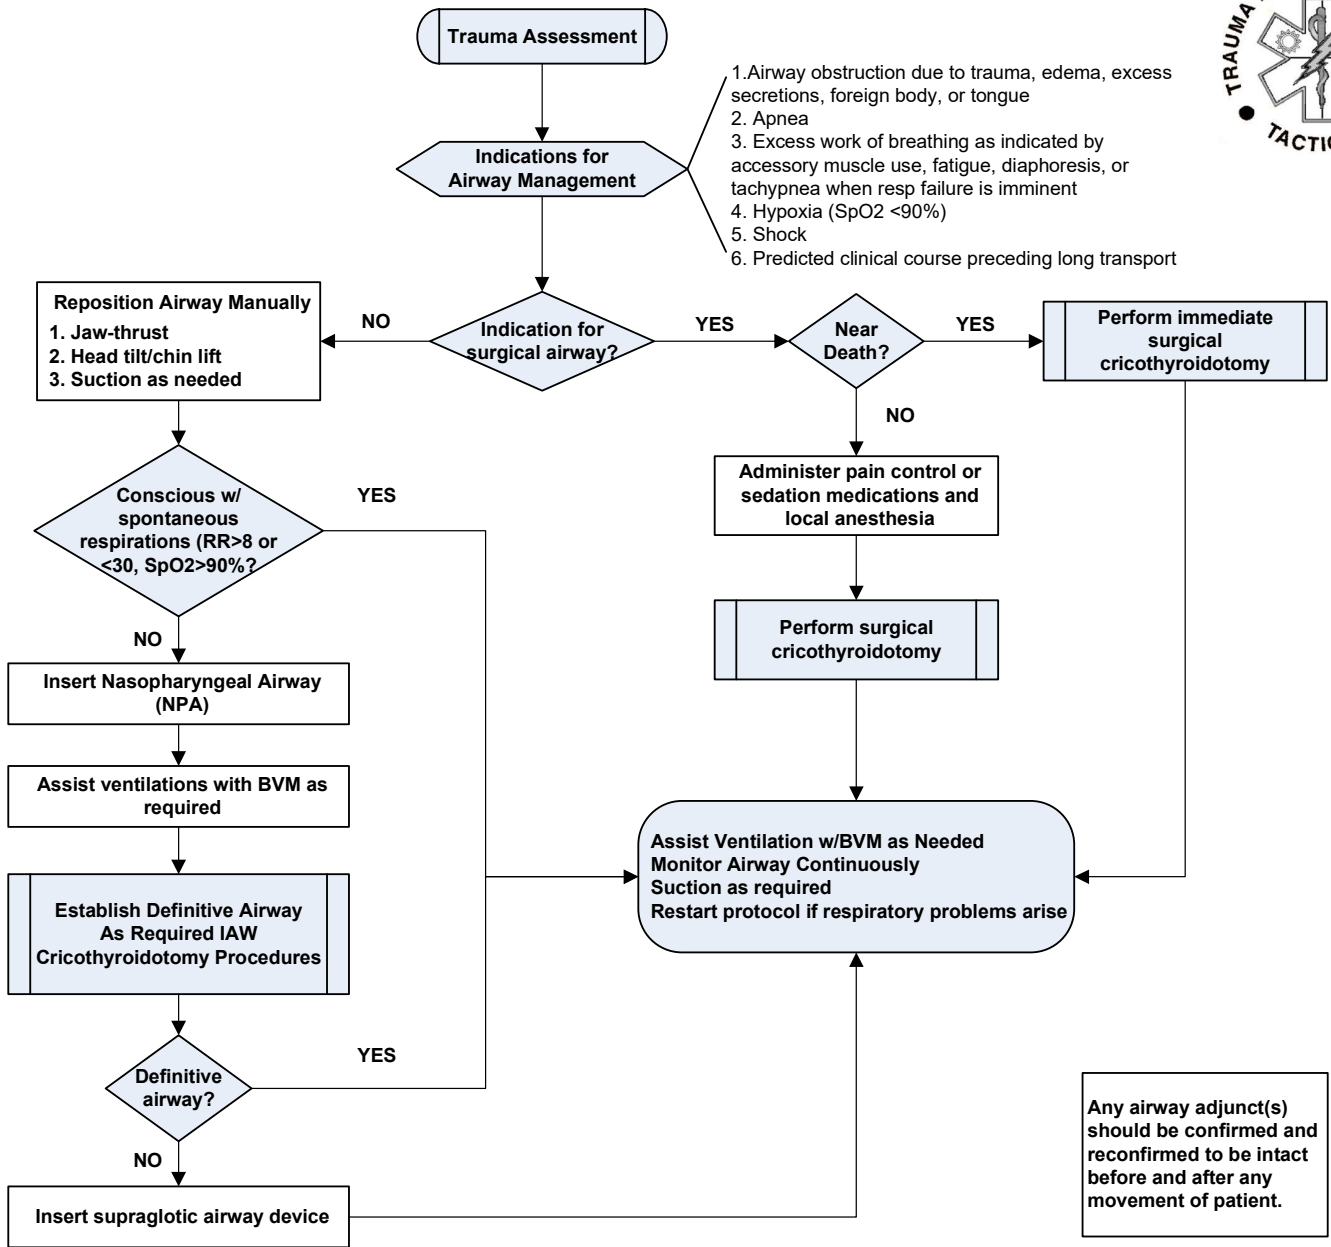 Trauma Assessment
TRAUMA
TACTIC
Indications for
Airway Management
1.Airway obstruction due to trauma, edema, excess
secretions, foreign body, or tongue
2. Apnea
3. Excess work of breathing as indicated by
accessory muscle use, fatigue, diaphoresis, or
tachypnea when resp failure is imminent
4. Hypoxia (SpO2 <90%)
5. Shock
6. Predicted clinical course preceding long transport
Indication for
surgical airway?
NO
YES
Reposition Airway Manually
1. Jaw-thrust
2. Head tilt/chin lift
3. Suction as needed
Near
Death?
YES
Perform immediate
surgical
cricothyroidotomy
NO
Administer pain control or
sedation medications and
local anesthesia
Perform surgical
cricothyroidotomy
Conscious w/
spontaneous
respirations (RR>8 or
<30, SpO2>90%?
YES
NO
Insert Nasopharyngeal Airway
(NPA)
Assist ventilations with BVM as
required
Establish Definitive Airway
As Required IAW
Cricothyroidotomy Procedures
Definitive
airway?
YES
NO
Insert supraglotic airway device
Assist Ventilation w/BVM as Needed
Monitor Airway Continuously
Suction as required
Restart protocol if respiratory problems arise
Any airway adjunct(s)
should be confirmed and
reconfirmed to be intact
before and after any
movement of patient.